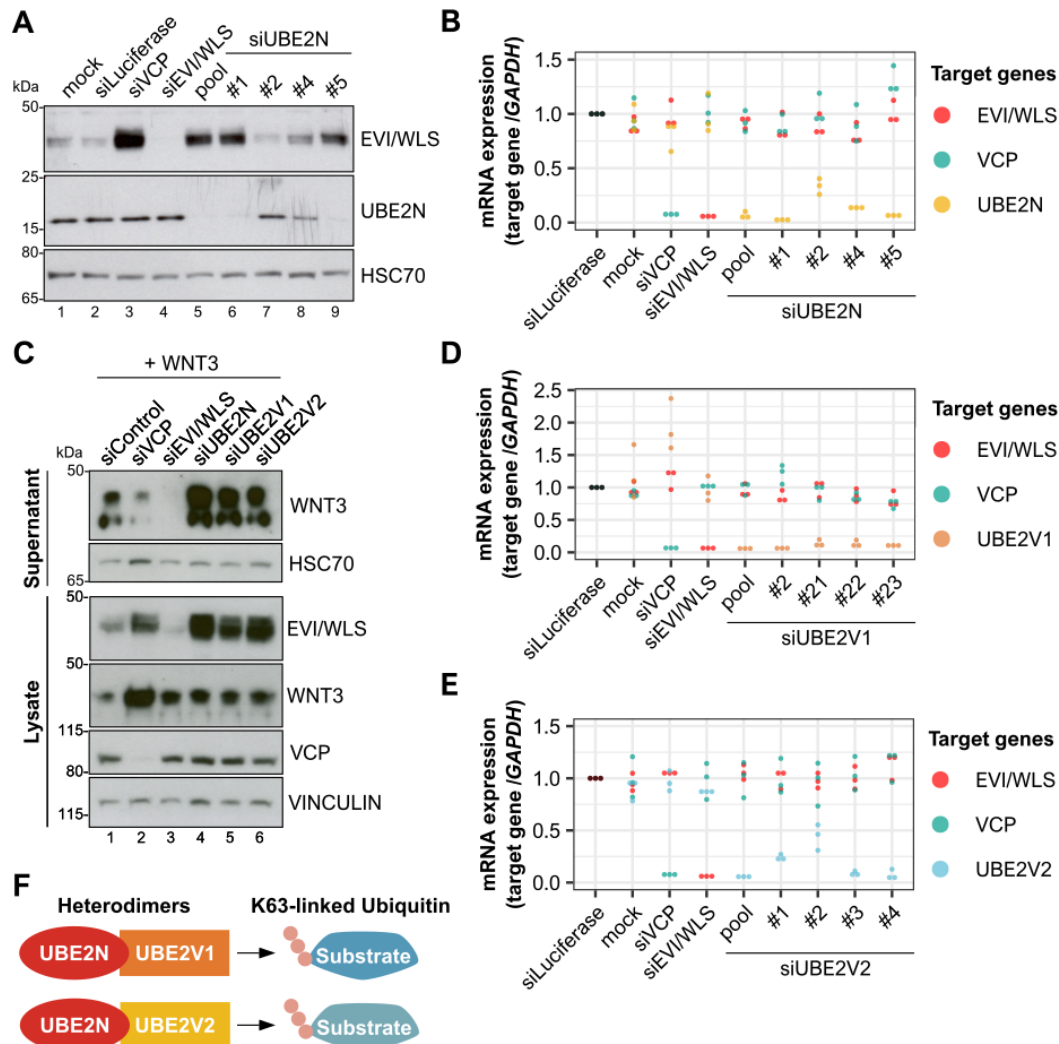 A
siUBE2N
kDa
mock
siLuciferase
siVCP
siEVI/WLS
pool
#1
#2
#4
#5
50
37
EVI/WLS
25
15
UBE2N
80
65
HSC70
1 2 3 4 5 6 7 8 9
B
mRNA expression
(target gene /GAPDH)
1.5
1.0
0.5
0.0
siLuciferase
mock
siVCP
siEVI/WLS
pool
#1
#2
#4
#5
siUBE2N
Target genes
EVI/WLS
VCP
UBE2N
C
+ WNT3
kDa
siControl
siVCP
siEVI/WLS
siUBE2N
siUBE2V1
siUBE2V2
Supernatant
50
WNT3
65
HSC70
Lysate
50
37
EVI/WLS
50
WNT3
115
80
VCP
115
VINCULIN
1 2 3 4 5 6
D
mRNA expression
(target gene /GAPDH)
2.5
2.0
1.5
1.0
0.5
0.0
siLuciferase
mock
siVCP
siEVI/WLS
pool
#2
#21
#22
#23
siUBE2V1
Target genes
EVI/WLS
VCP
UBE2V1
E
mRNA expression
(target gene /GAPDH)
1.5
1.0
0.5
0.0
siLuciferase
mock
siVCP
siEVI/WLS
pool
#1
#2
#3
#4
siUBE2V2
Target genes
EVI/WLS
VCP
UBE2V2
F
Heterodimers
K63-linked Ubiquitin
UBE2N UBE2V1 Substrate
UBE2N UBE2V2 Substrate